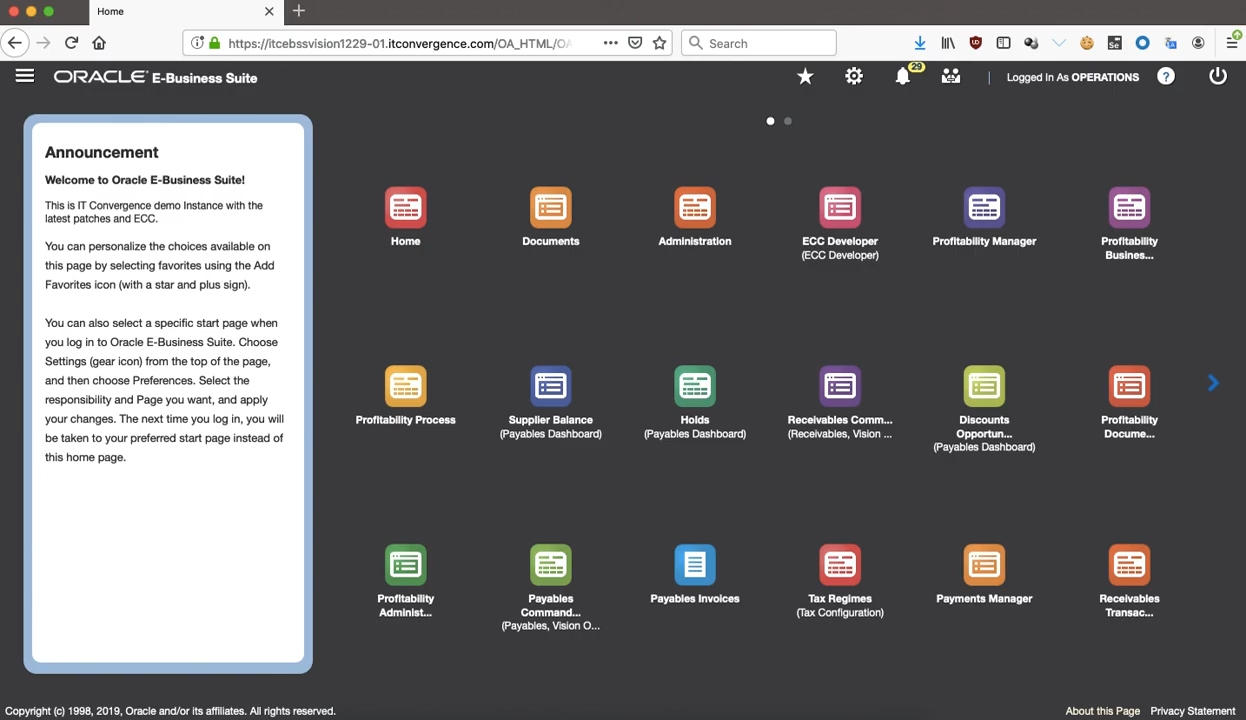 Home
https://itcebssvision1229-01.itconvergence.com/OA_HTML/OA
Search
ORACLE® E-Business Suite
29
Logged In As OPERATIONS
?
Announcement
Welcome to Oracle E-Business Suite!
This is IT Convergence demo Instance with the
latest patches and ECC.
You can personalize the choices available on
this page by selecting favorites using the Add
Favorites icon (with a star and plus sign).
You can also select a specific start page when
you log in to Oracle E-Business Suite. Choose
Settings (gear icon) from the top of the page,
and then choose Preferences. Select the
responsibility and Page you want, and apply
your changes. The next time you log in, you will
be taken to your preferred start page instead of
this home page.
Home
Documents
Administration
ECC Developer
(ECC Developer)
Profitability Manager
Profitability
Busines...
Profitability Process
Supplier Balance
(Payables Dashboard)
Holds
(Payables Dashboard)
Receivables Comm...
(Receivables, Vision ...
Discounts
Opportun...
(Payables Dashboard)
Profitability
Docume...
Profitability
Administ...
Payables
Command...
(Payables, Vision O...
Payables Invoices
Tax Regimes
(Tax Configuration)
Payments Manager
Receivables
Transac...
Copyright (c) 1998, 2019, Oracle and/or its affiliates. All rights reserved.
About this Page
Privacy Statement